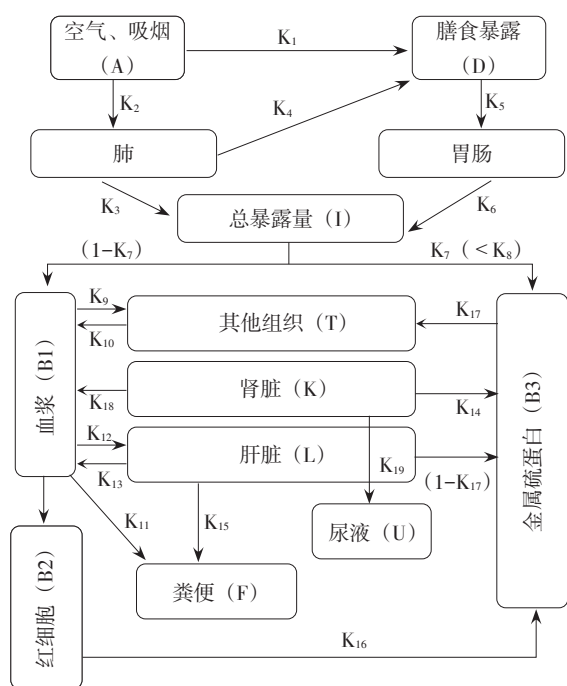 空气、吸烟
（A）
K1
膳食暴露
（D）
K2
K4
K5
肺
胃肠
K3
K6
总暴露量（I）
（1-K7）
K7（<K8）
血浆（B1）
K9
K10
其他组织（T）
K17
K18
肾脏（K）
K14
K12
K13
肝脏（L）
K19
（1-K17）
金属硫蛋白（B3）
K11
K15
尿液（U）
粪便（F）
红细胞（B2）
K16